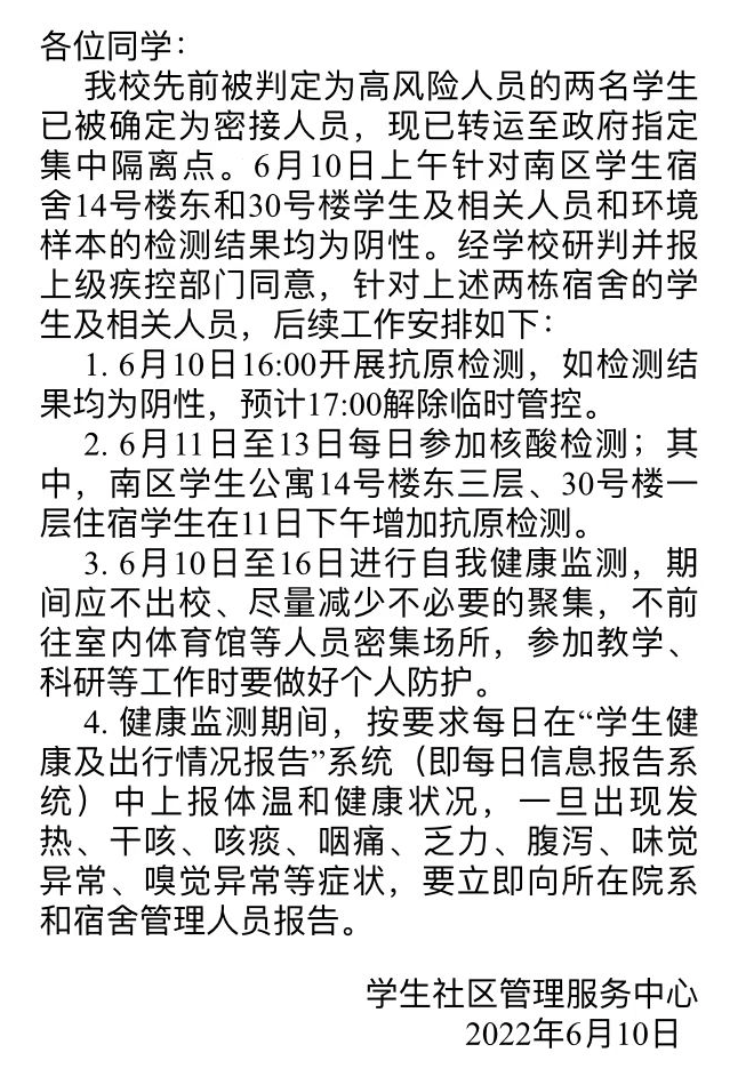 各位同学：
我校先前被判定为高风险人员的两名学生
已被确定为密接人员，现已转运至政府指定
集中隔离点。6月10日上午针对南区学生宿
舍14号楼东和30号楼学生及相关人员和环境
样本的检测结果均为阴性。经学校研判并报
上级疾控部门同意，针对上述两栋宿舍的学
生及相关人员，后续工作安排如下：
1. 6月10日16:00开展抗原检测，如检测结
果均为阴性，预计17:00解除临时管控。
2. 6月11日至13日每日参加核酸检测；其
中，南区学生公寓14号楼东三层、30号楼一
层住宿学生在11日下午增加抗原检测。
3. 6月10日至16日进行自我健康监测，期
间应不出校、尽量减少不必要的聚集，不前
往室内体育馆等人员密集场所，参加教学、
科研等工作时要做好个人防护。
4. 健康监测期间，按要求每日在“学生健
康及出行情况报告”系统（即每日信息报告系
统）中上报体温和健康状况，一旦出现发
热、干咳、咳痰、咽痛、乏力、腹泻、味觉
异常、嗅觉异常等症状，要立即向所在院系
和宿舍管理人员报告。
学生社区管理服务中心
2022年6月10日